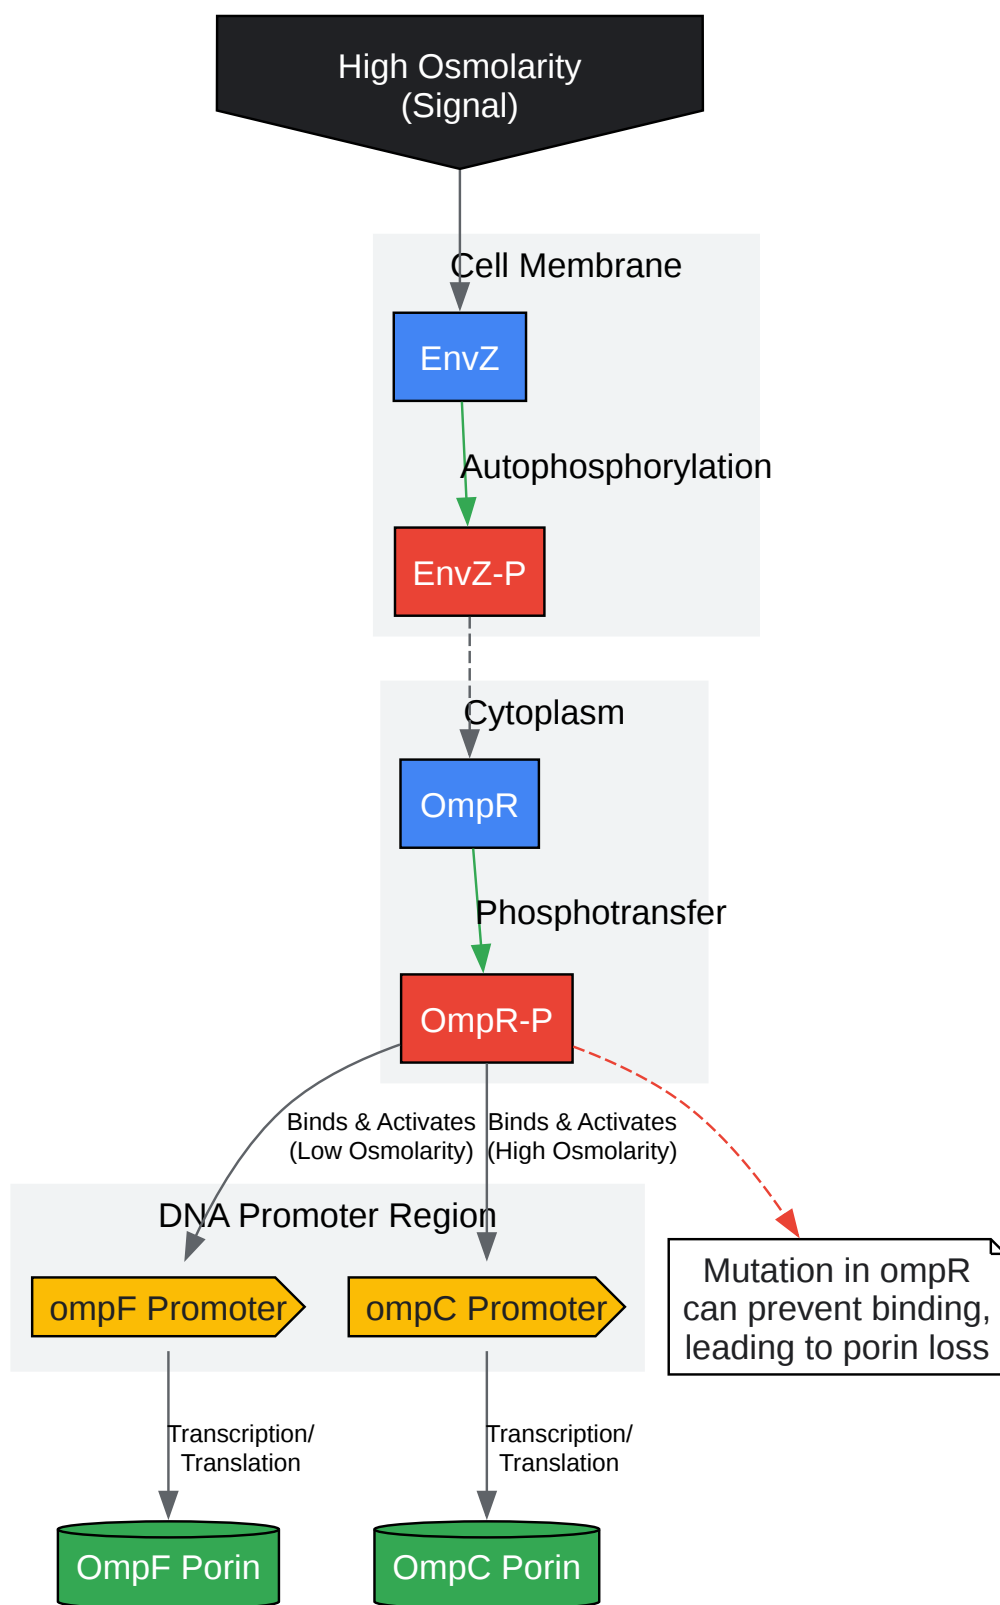 High Osmolarity
(Signal)
Cell Membrane
EnvZ
Autophosphorylation
EnvZ-P
Cytoplasm
OmpR
Phosphotransfer
OmpR-P
Binds & Activates
(Low Osmolarity)
Binds & Activates
(High Osmolarity)
DNA Promoter Region
ompF Promoter
ompC Promoter
Mutation in ompR
can prevent binding,
leading to porin loss
Transcription/
Translation
Transcription/
Translation
OmpF Porin
OmpC Porin